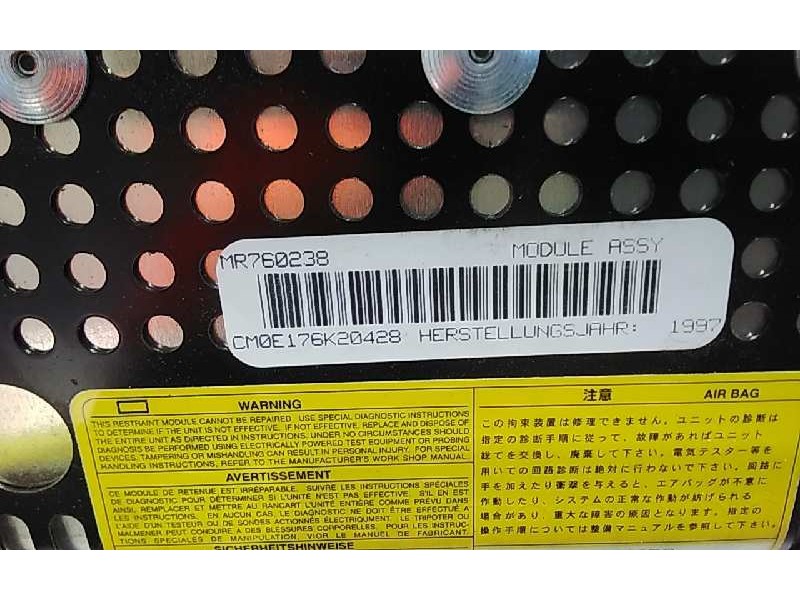 MR760238 MODULE ASSY
CM0E176K20428 HERSTELLUNGSJAHR: 1997
WARNING
THIS RESTRAINT MODULE CANNOT BE REPAIRED. USE SPECIAL DIAGNOSTIC INSTRUCTIONS
TO DETERMINE IF THE UNIT IS NOT EFFECTIVE. IF NOT EFFECTIVE, REPLACE AND DISPOSE OF
THE ENTIRE UNIT AS DIRECTED IN INSTRUCTIONS. UNDER NO CIRCUMSTANCES SHOULD
DIAGNOSIS BE PERFORMED USING ELECTRICALLY POWERED TEST EQUIPMENT OR PROBING
DEVICES. TAMPERING OR MISHANDLING CAN RESULT IN PERSONAL INJURY. FOR SPECIAL
HANDLING INSTRUCTIONS, REFER TO THE MANUFACTURER'S WORK SHOP MANUAL.
AVERTISSEMENT
CE MODULE DE RETENUE EST IRRÉPARABLE. SUIVRE LES INSTRUCTIONS SPÉCIALES
DE DIAGNOSTIC POUR DÉTERMINER SI L'UNITÉ N'EST PAS EFFECTIVE. S'IL EN EST
AINSI, REMPLACER ET METTRE AU RANCART L'UNITÉ ENTIÈRE COMME DÉCRIT DANS
LES INSTRUCTIONS. EN AUCUN CAS, LE DIAGNOSTIC NE DOIT ÊTRE EFFECTUÉ À
L'AIDE D'UN TESTEUR OU DE SONDES ACTIONNÉS ÉLECTRIQUEMENT. LE TRIPOTER OU
MALMENER PEUT CONDUIRE À DES BLESSURES CORPORELLES. POUR LES INSTRUC-
TIONS SPECIALES DE MANIPULATION, VIOR LE MANUEL DE FABRICANT.
SICHERHEITSHINWEISE
注意 AIR BAG
この拘束装置は修理できません。ユニットの診断は
指定の診断手順に従って、故障があればユニット
総てを交換し、廃棄して下さい。電気テスター等を
用いての回路診断は絶対に行わないで下さい。回路に
手を加えたり衝撃を与えると、エアバッグが不意に
作動したり、システムの正常な作動が妨げられる
場合があり、重大な障害の原因となります。指定の
操作手順については整備マニュアルを参照して下さい。